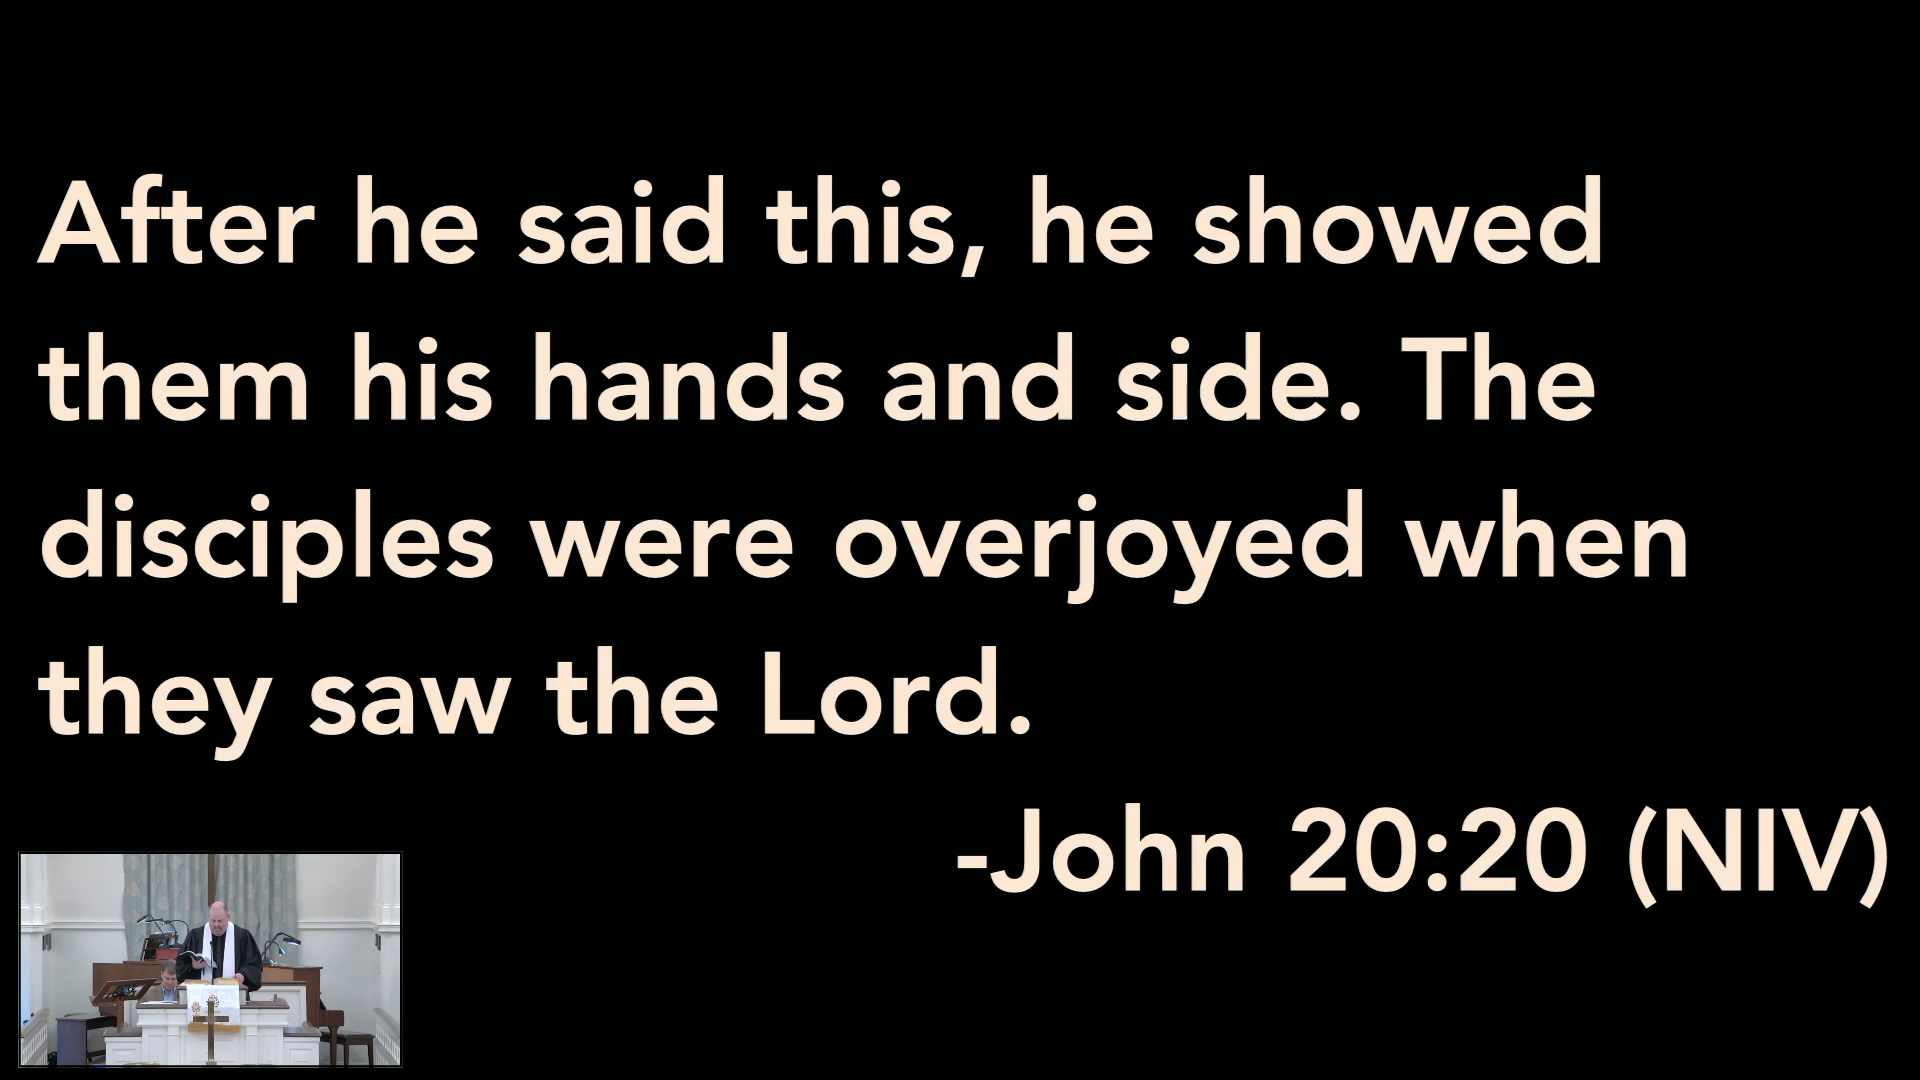 After he said this, he showed
them his hands and side. The
disciples were overjoyed when
they saw the Lord.
-John 20:20 (NIV)